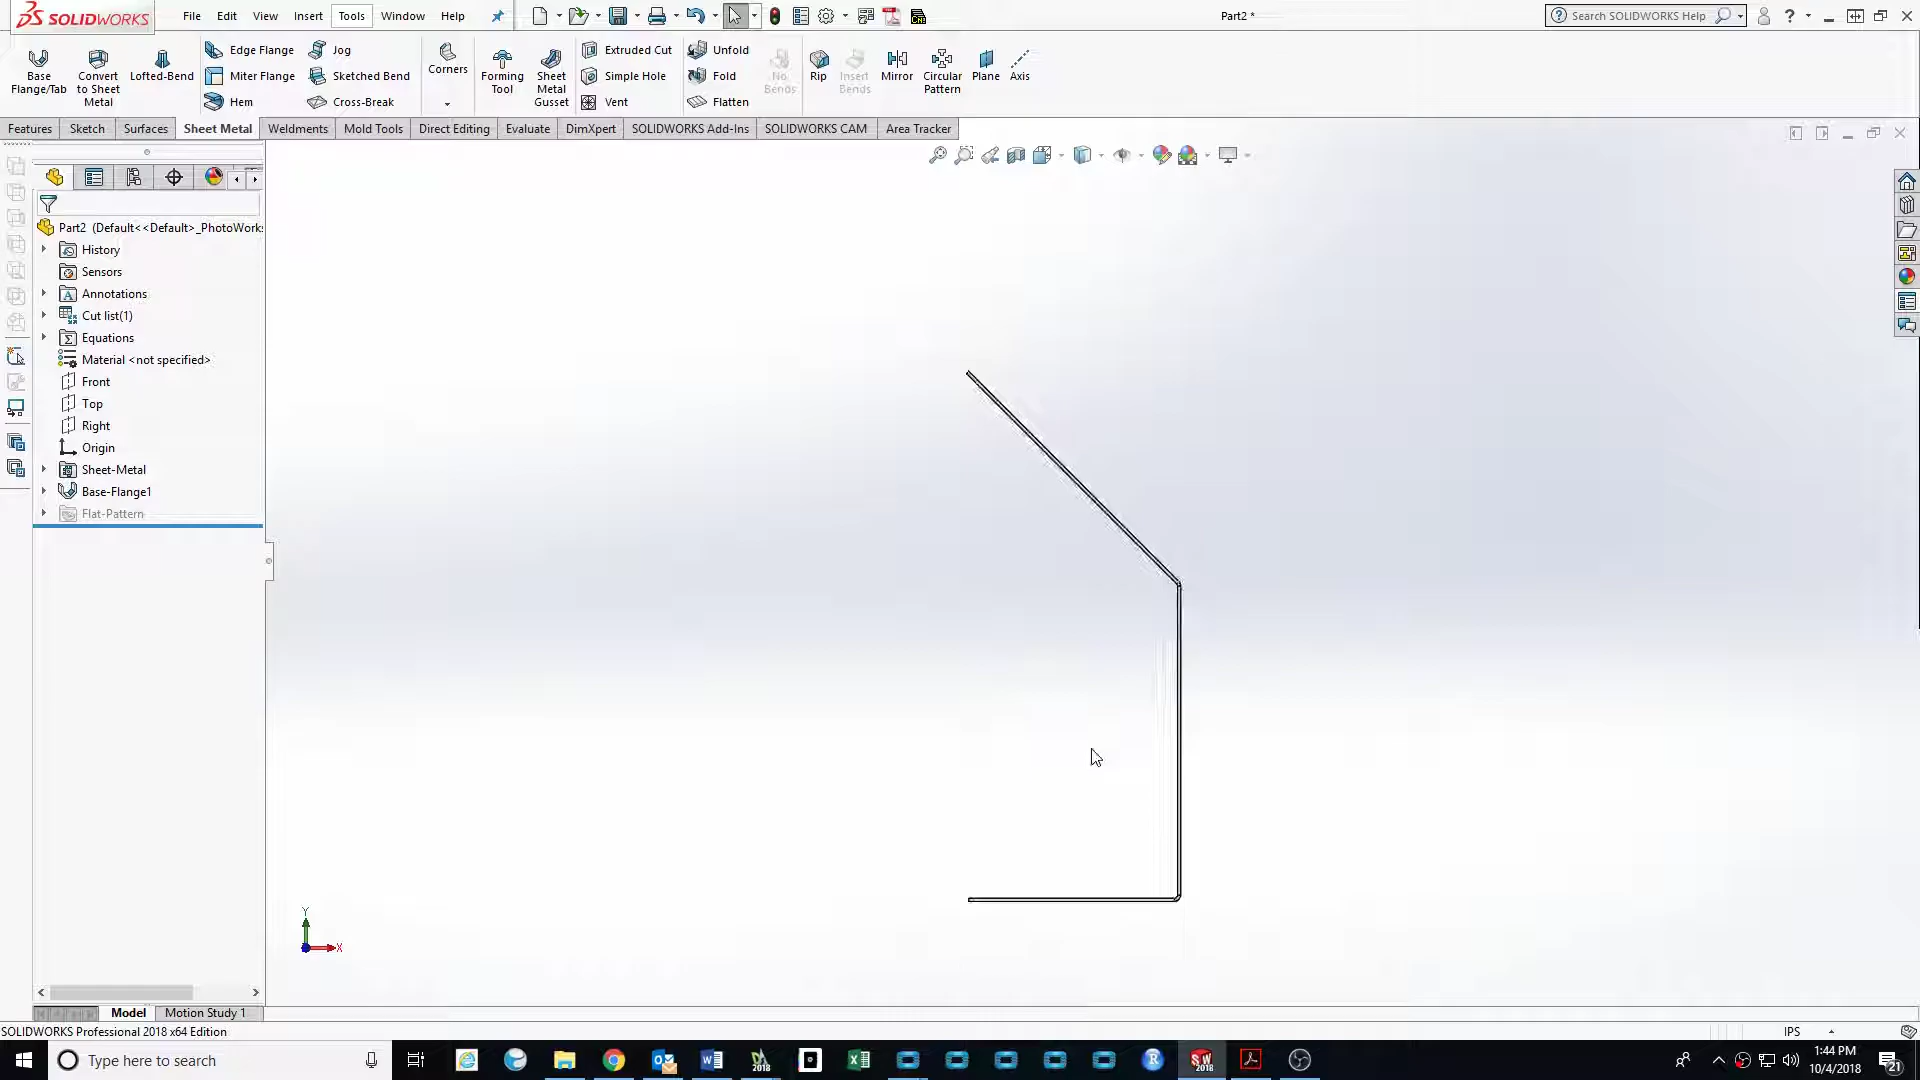 SOLIDWORKS File Edit View Insert Tools Window Help Part2 * Search SOLIDWORKS Help ?
Base Flange/Tab
Convert to Sheet Metal
Lofted-Bend
Edge Flange
Miter Flange
Hem
Jog
Sketched Bend
Cross-Break
Corners
Forming Tool
Sheet Metal Gusset
Extruded Cut
Simple Hole
Vent
Unfold
Fold
Flatten
No Bends
Rip
Insert Bends
Mirror
Circular Pattern
Plane
Axis
Features Sketch Surfaces Sheet Metal Weldments Mold Tools Direct Editing Evaluate DimXpert SOLIDWORKS Add-Ins SOLIDWORKS CAM Area Tracker
Part2 (Default<<Default>_PhotoWorks
History
Sensors
Annotations
Cut list(1)
Equations
Material <not specified>
Front
Top
Right
Origin
Sheet-Metal
Base-Flange1
Flat-Pattern
Y
X
Model Motion Study 1
SOLIDWORKS Professional 2018 x64 Edition IPS
Type here to search
2018
SW 2018
1:44 PM
10/4/2018
21